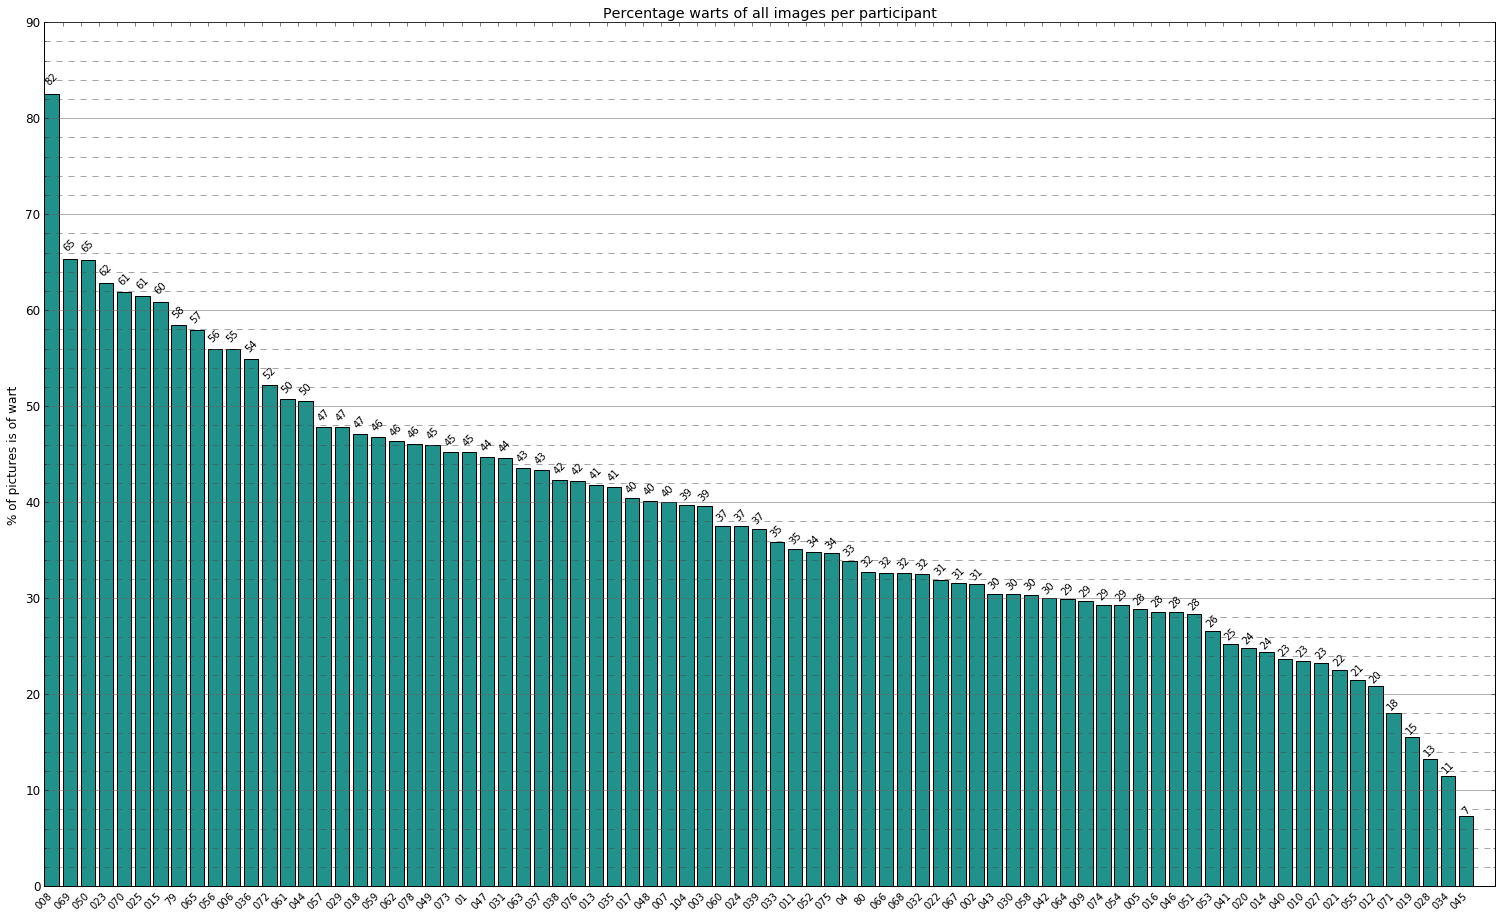 Percentage warts of all images per participant
% of pictures is of wart
90
80
70
60
50
40
30
20
10
0
82 65 65 62 61 61 60 58 57 56 55 54 52 50 50 47 47 47 46 46 46 45 45 45 44 44 43 43 42 42 41 41 40 40 40 39 39 37 37 37 35 35 34 34 33 32 32 32 32 31 31 31 30 30 30 30 29 29 29 29 28 28 28 28 26 25 24 24 23 23 23 22 21 20 18 15 13 11 7
008 069 050 023 070 025 015 79 065 056 006 036 072 061 044 057 029 018 059 062 078 049 073 01 047 031 063 037 038 076 013 035 017 048 007 104 003 060 024 039 033 011 052 075 04 80 066 068 032 022 067 002 043 030 058 042 064 009 074 054 005 016 046 051 053 041 020 014 040 010 027 021 055 012 071 019 028 034 045